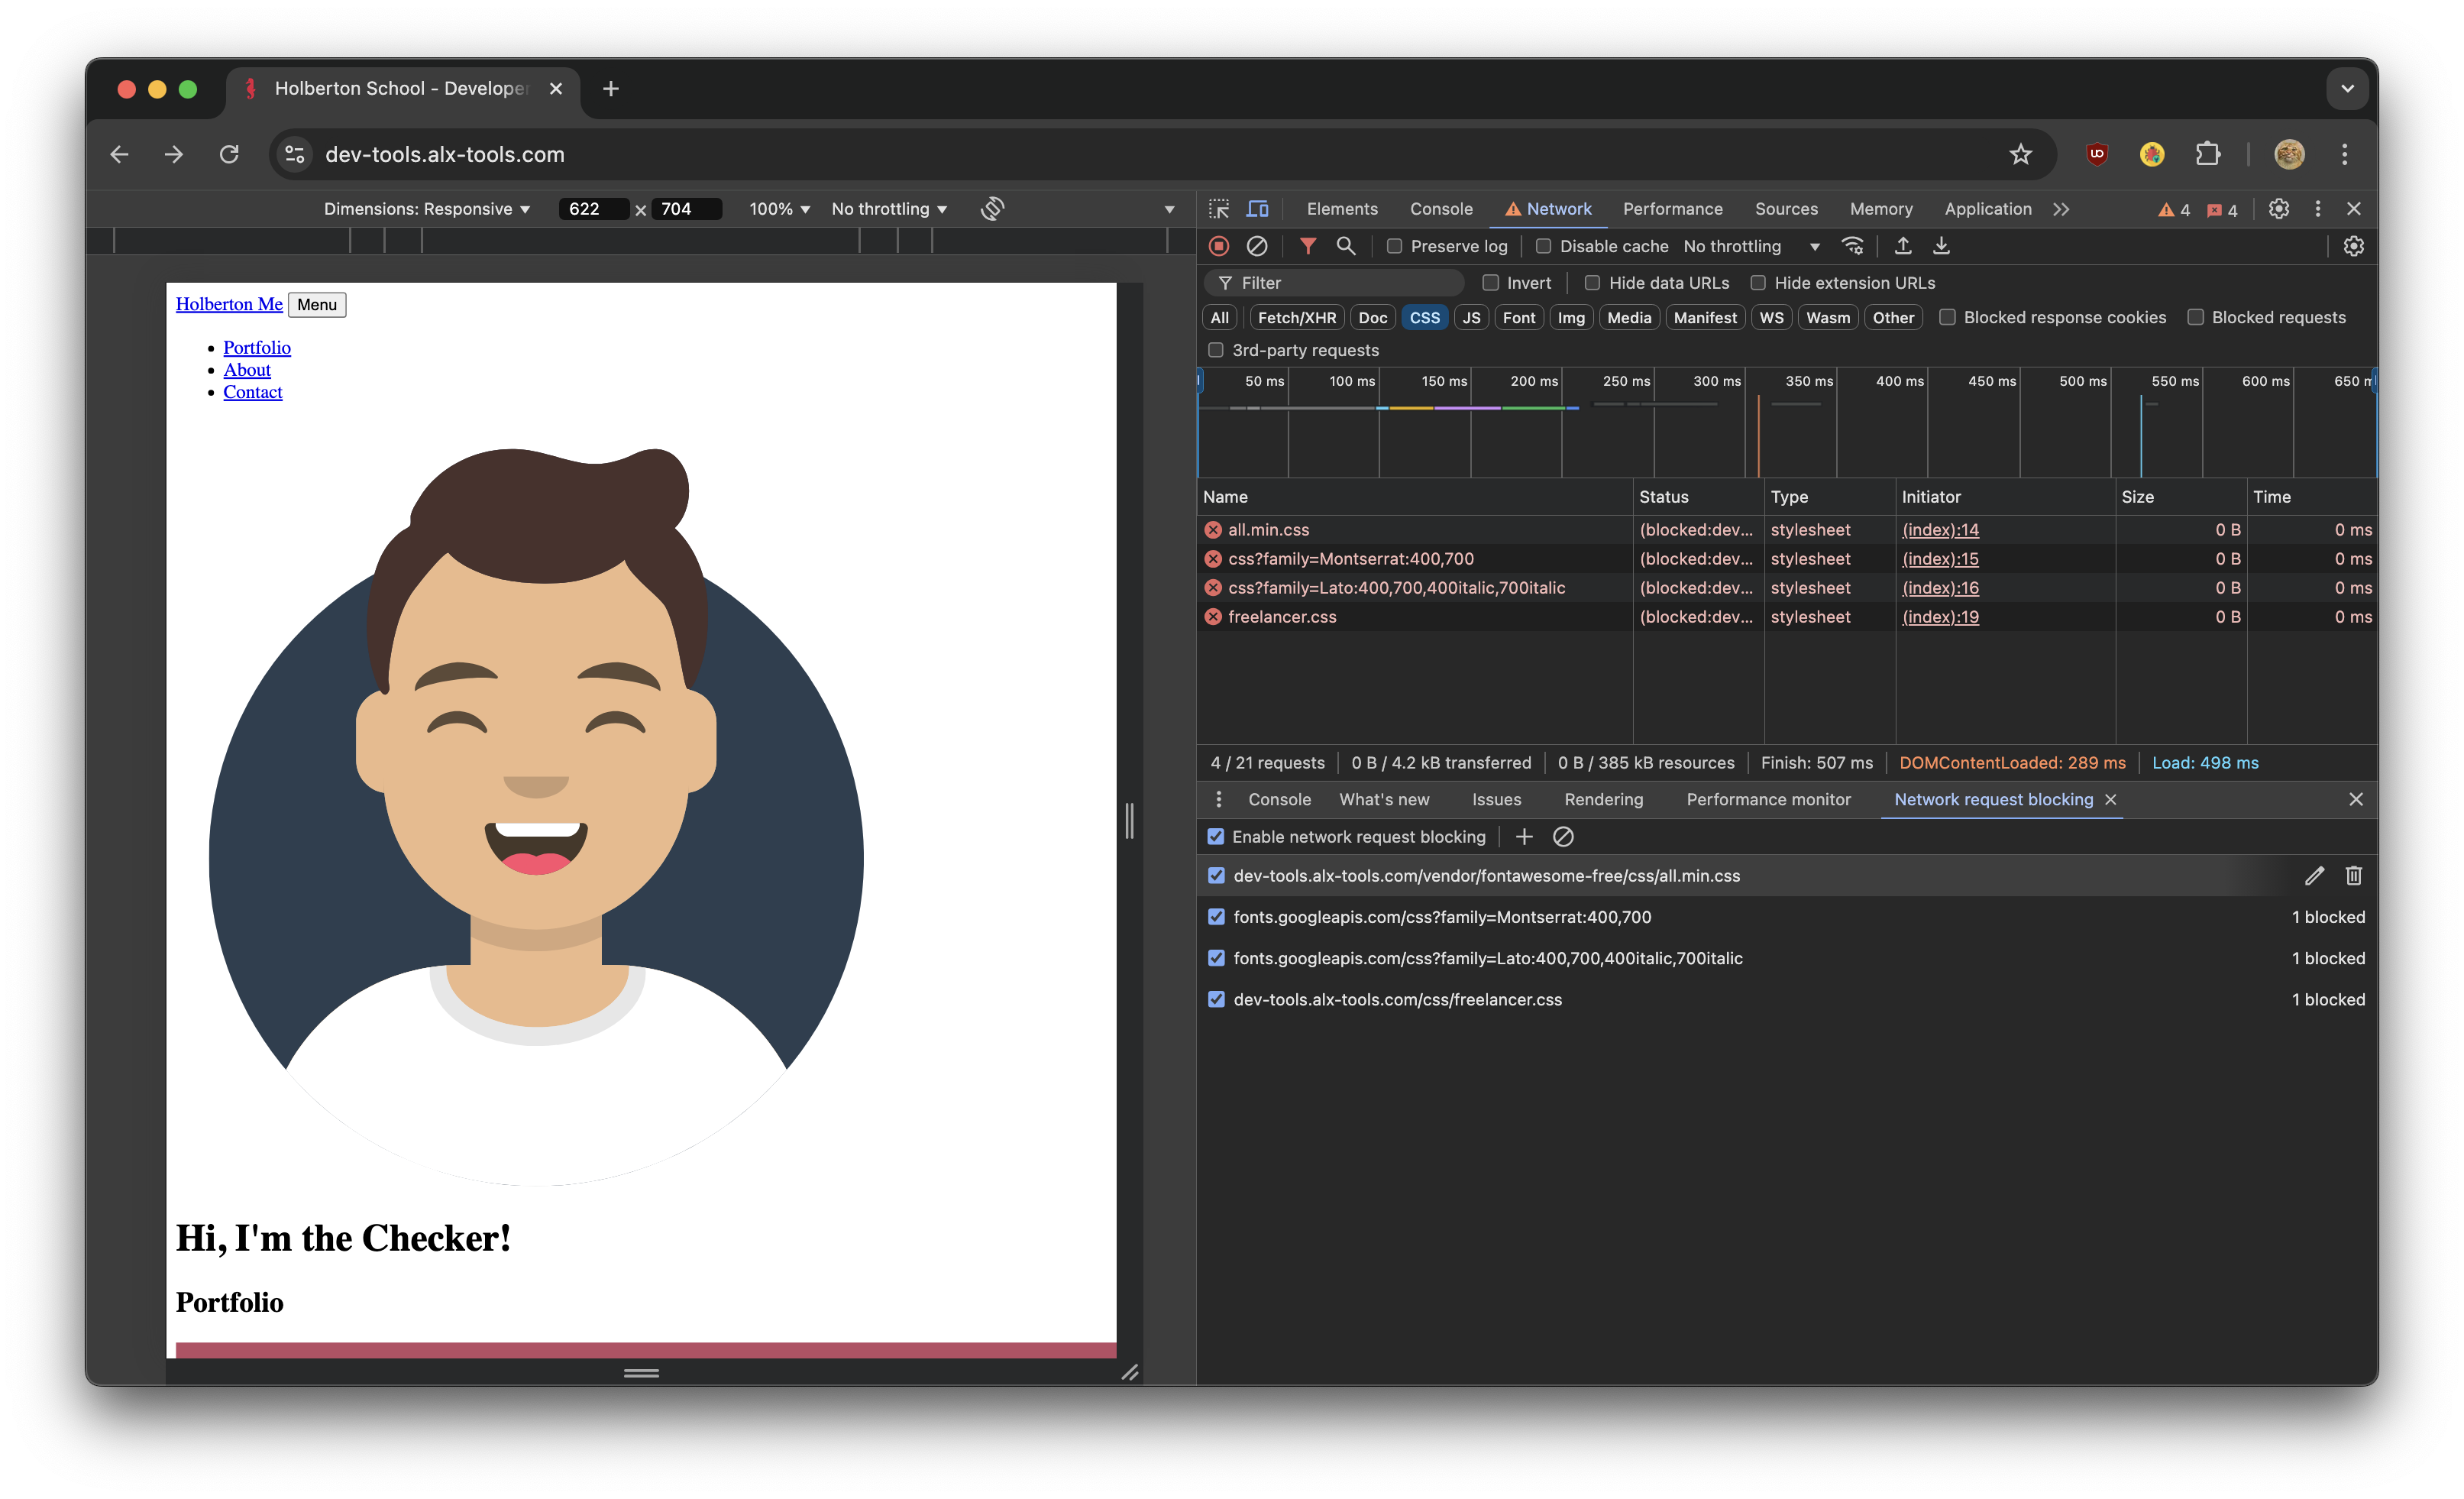 Holberton School - Developer
dev-tools.alx-tools.com
Dimensions: Responsive 622 x 704 100% No throttling
Elements Console Network Performance Sources Memory Application 4 4
Preserve log Disable cache No throttling
Filter Invert Hide data URLs Hide extension URLs
All Fetch/XHR Doc CSS JS Font Img Media Manifest WS Wasm Other Blocked response cookies Blocked requests
3rd-party requests
50 ms 100 ms 150 ms 200 ms 250 ms 300 ms 350 ms 400 ms 450 ms 500 ms 550 ms 600 ms 650 m
Name Status Type Initiator Size Time
all.min.css (blocked:dev... stylesheet (index):14 0 B 0 ms
css?family=Montserrat:400,700 (blocked:dev... stylesheet (index):15 0 B 0 ms
css?family=Lato:400,700,400italic,700italic (blocked:dev... stylesheet (index):16 0 B 0 ms
freelancer.css (blocked:dev... stylesheet (index):19 0 B 0 ms
4 / 21 requests 0 B / 4.2 kB transferred 0 B / 385 kB resources Finish: 507 ms DOMContentLoaded: 289 ms Load: 498 ms
Console What's new Issues Rendering Performance monitor Network request blocking
Enable network request blocking
dev-tools.alx-tools.com/vendor/fontawesome-free/css/all.min.css
fonts.googleapis.com/css?family=Montserrat:400,700 1 blocked
fonts.googleapis.com/css?family=Lato:400,700,400italic,700italic 1 blocked
dev-tools.alx-tools.com/css/freelancer.css 1 blocked
Holberton Me Menu
Portfolio
About
Contact
Hi, I'm the Checker!
Portfolio